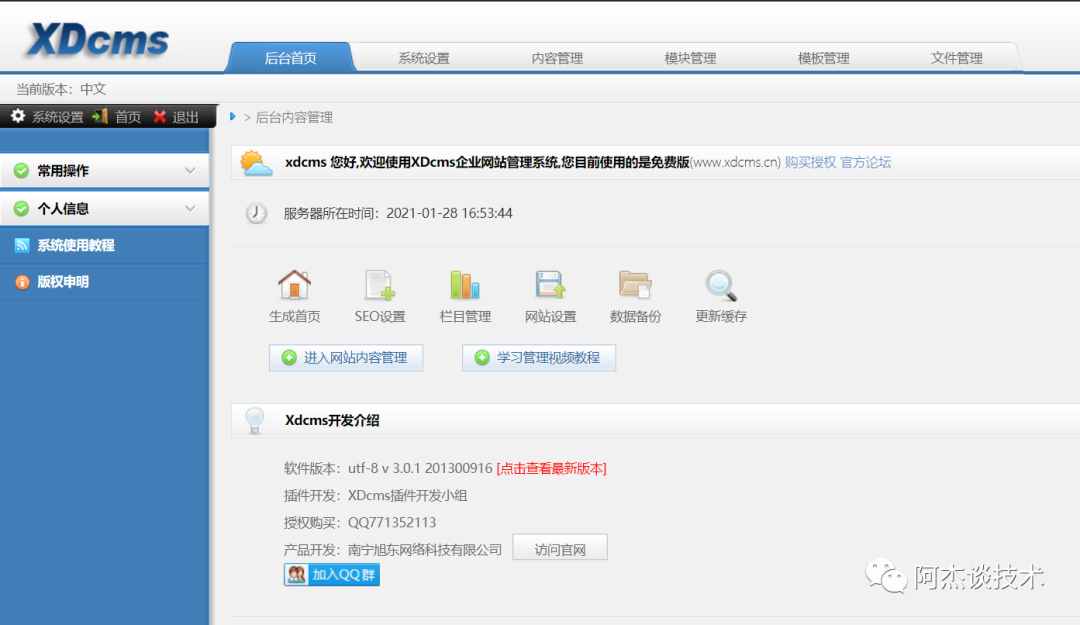 XDcms
后台首页 系统设置 内容管理 模块管理 模板管理 文件管理
当前版本：中文
系统设置 首页 退出
> 后台内容管理
常用操作
个人信息
系统使用教程
版权申明
xdcms 您好,欢迎使用XDcms企业网站管理系统,您目前使用的是免费版(www.xdcms.cn) 购买授权 官方论坛
服务器所在时间：2021-01-28 16:53:44
生成首页 SEO设置 栏目管理 网站设置 数据备份 更新缓存
进入网站内容管理 学习管理视频教程
Xdcms开发介绍
软件版本：utf-8 v 3.0.1 201300916 [点击查看最新版本]
插件开发：XDcms插件开发小组
授权购买：QQ771352113
产品开发：南宁旭东网络科技有限公司 访问官网
加入QQ群
阿杰谈技术